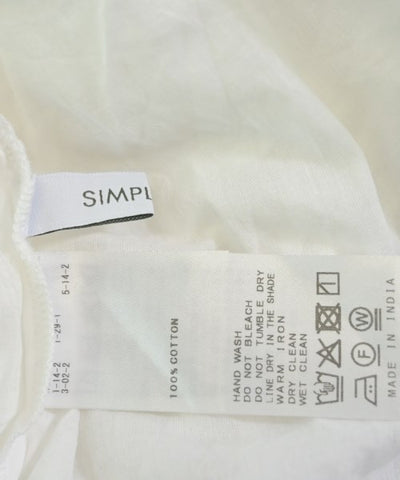 SIMPL
1-14-2 1-29-1 5-14-2
3-02-2
100% COTTON
HAND WASH
DO NOT BLEACH
DO NOT TUMBLE DRY
LINE DRY IN THE SHADE
WARM IRON
DRY CLEAN
WET CLEAN
F W
MADE IN INDIA